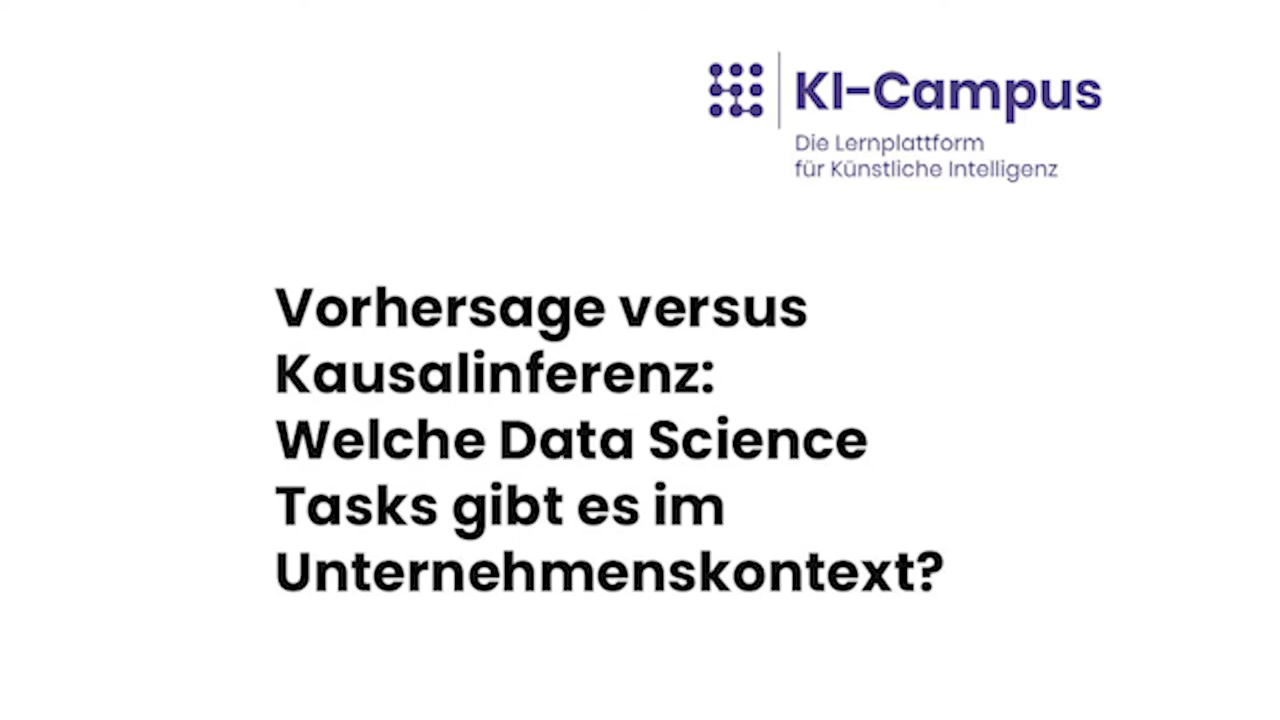 KI-Campus
Die Lernplattform
für Künstliche Intelligenz
Vorhersage versus
Kausalinferenz:
Welche Data Science
Tasks gibt es im
Unternehmenskontext?